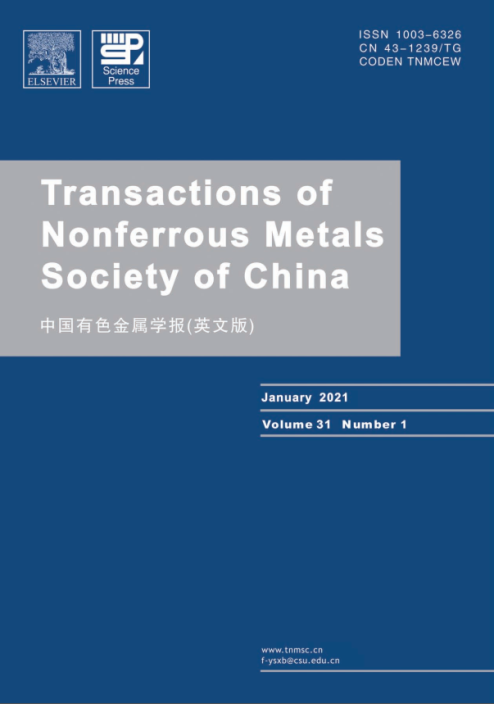 ISSN 1003-6326
CN 43-1239/TG
CODEN TNMCEW
ELSEVIER
Science
Press
Transactions of
Nonferrous Metals
Society of China
中国有色金属学报(英文版)
January 2021
Volume 31 Number 1
www.tnmsc.cn
f-ysxb@csu.edu.cn